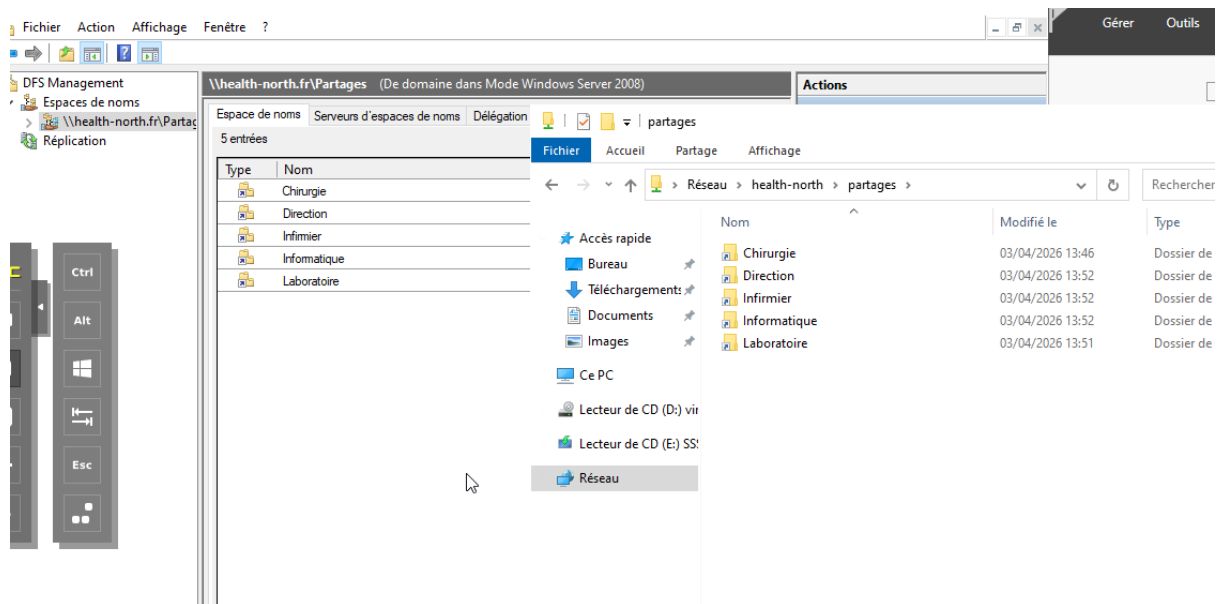 Fichier Action Affichage Fenêtre ?
Gérer Outils
DFS Management
Espaces de noms
\\health-north.fr\Partag
Réplication
\\health-north.fr\Partages (De domaine dans Mode Windows Server 2008)
Actions
Espace de noms Serveurs d'espaces de noms Délégation
5 entrées
Type Nom
Chirurgie
Direction
Infirmier
Informatique
Laboratoire
partages
Fichier Accueil Partage Affichage
Réseau > health-north > partages >
Rechercher
Accès rapide
Bureau
Téléchargements
Documents
Images
Ce PC
Lecteur de CD (D:) vir
Lecteur de CD (E:) SS
Réseau
Nom Modifié le Type
Chirurgie 03/04/2026 13:46 Dossier de
Direction 03/04/2026 13:52 Dossier de
Infirmier 03/04/2026 13:52 Dossier de
Informatique 03/04/2026 13:52 Dossier de
Laboratoire 03/04/2026 13:51 Dossier de
Ctrl
Alt
Esc